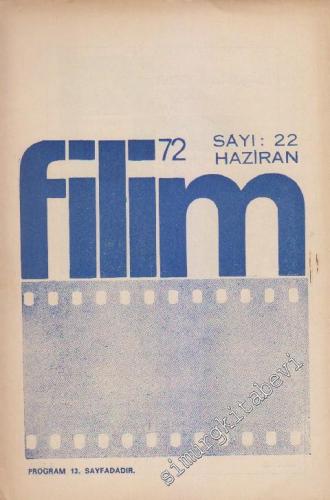 72 SAYI : 22
HAZİRAN
filim
PROGRAM 13. SAYFADADIR.
simurgkitabevi